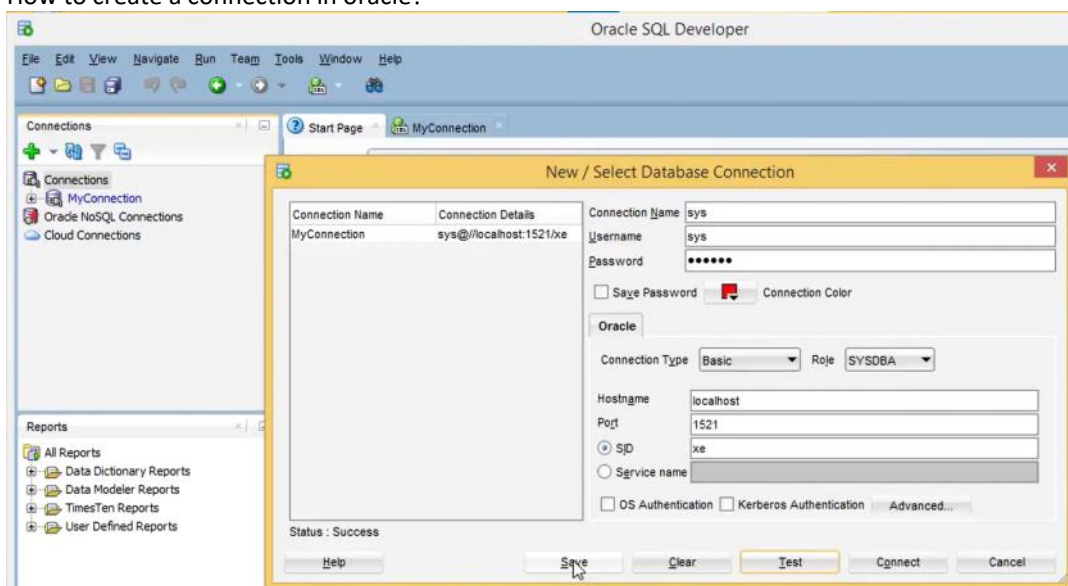 How to create a connection in oracle?
Oracle SQL Developer
File Edit View Navigate Run Team Tools Window Help
Connections
Start Page
MyConnection
Connections
MyConnection
Oracle NoSQL Connections
Cloud Connections
Reports
All Reports
Data Dictionary Reports
Data Modeler Reports
TimesTen Reports
User Defined Reports
New / Select Database Connection
Connection Name Connection Details
MyConnection sys@//localhost:1521/xe
Status : Success
Connection Name sys
Username sys
Password ••••••
Save Password Connection Color
Oracle
Connection Type Basic Role SYSDBA
Hostname localhost
Port 1521
SID xe
Service name
OS Authentication Kerberos Authentication Advanced...
Help Save Clear Test Connect Cancel